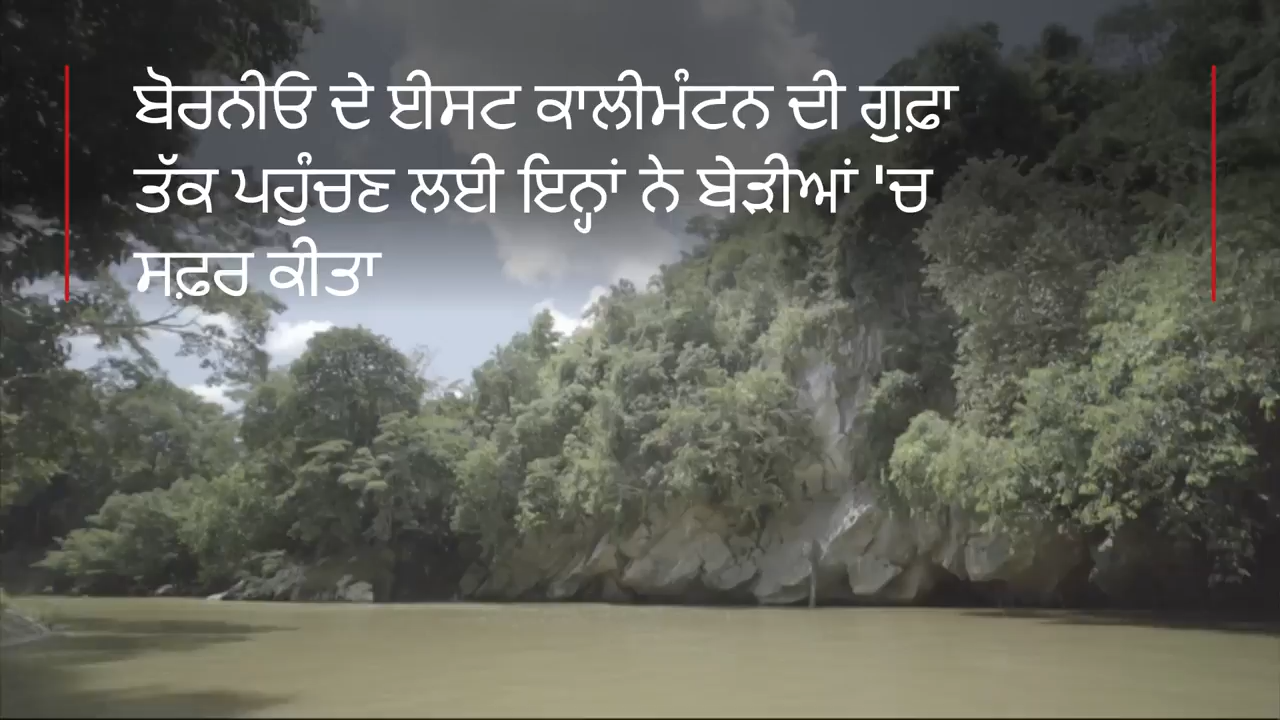 ਬੋਰਨੀਓ ਦੇ ਈਸਟ ਕਾਲੀਮੰਟਨ ਦੀ ਗੁਫ਼ਾ
ਤੱਕ ਪਹੁੰਚਣ ਲਈ ਇਨ੍ਹਾਂ ਨੇ ਬੇੜੀਆਂ 'ਚ
ਸਫ਼ਰ ਕੀਤਾ